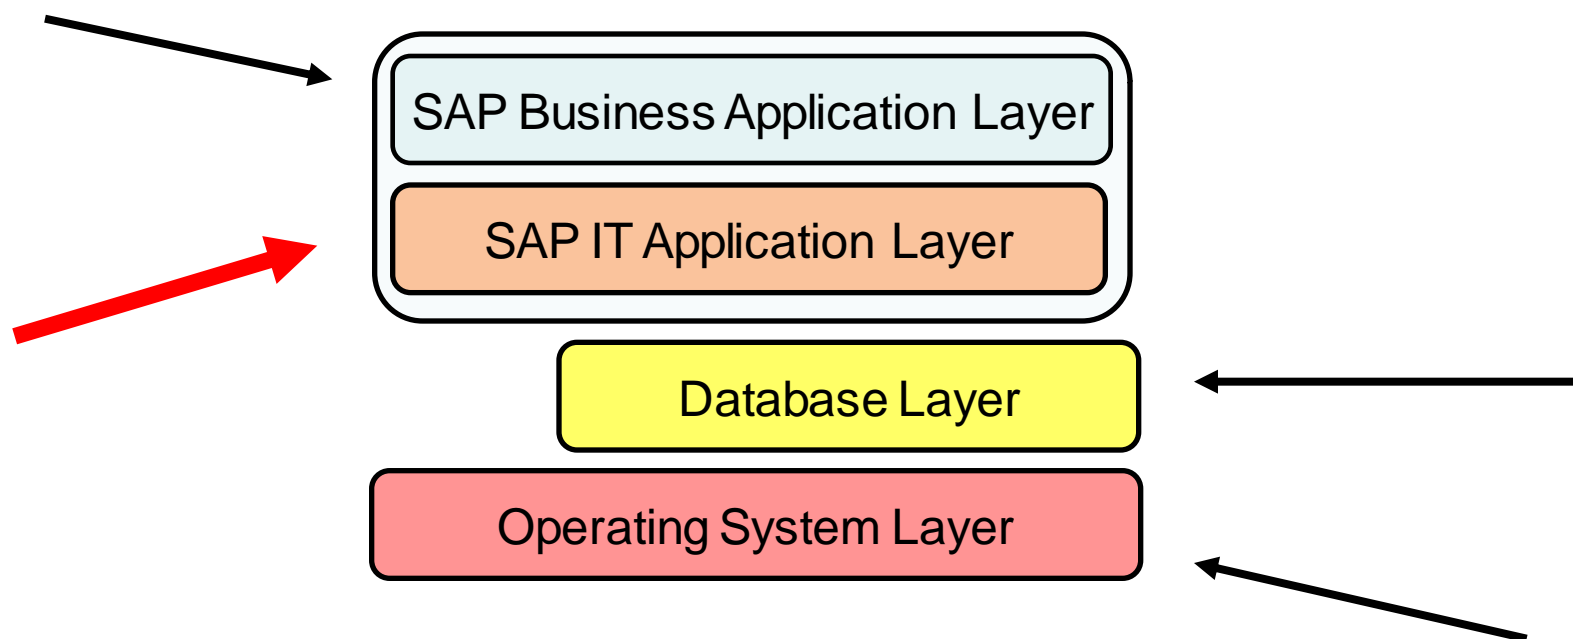 SAP Business Application Layer
SAP IT Application Layer
Database Layer
Operating System Layer